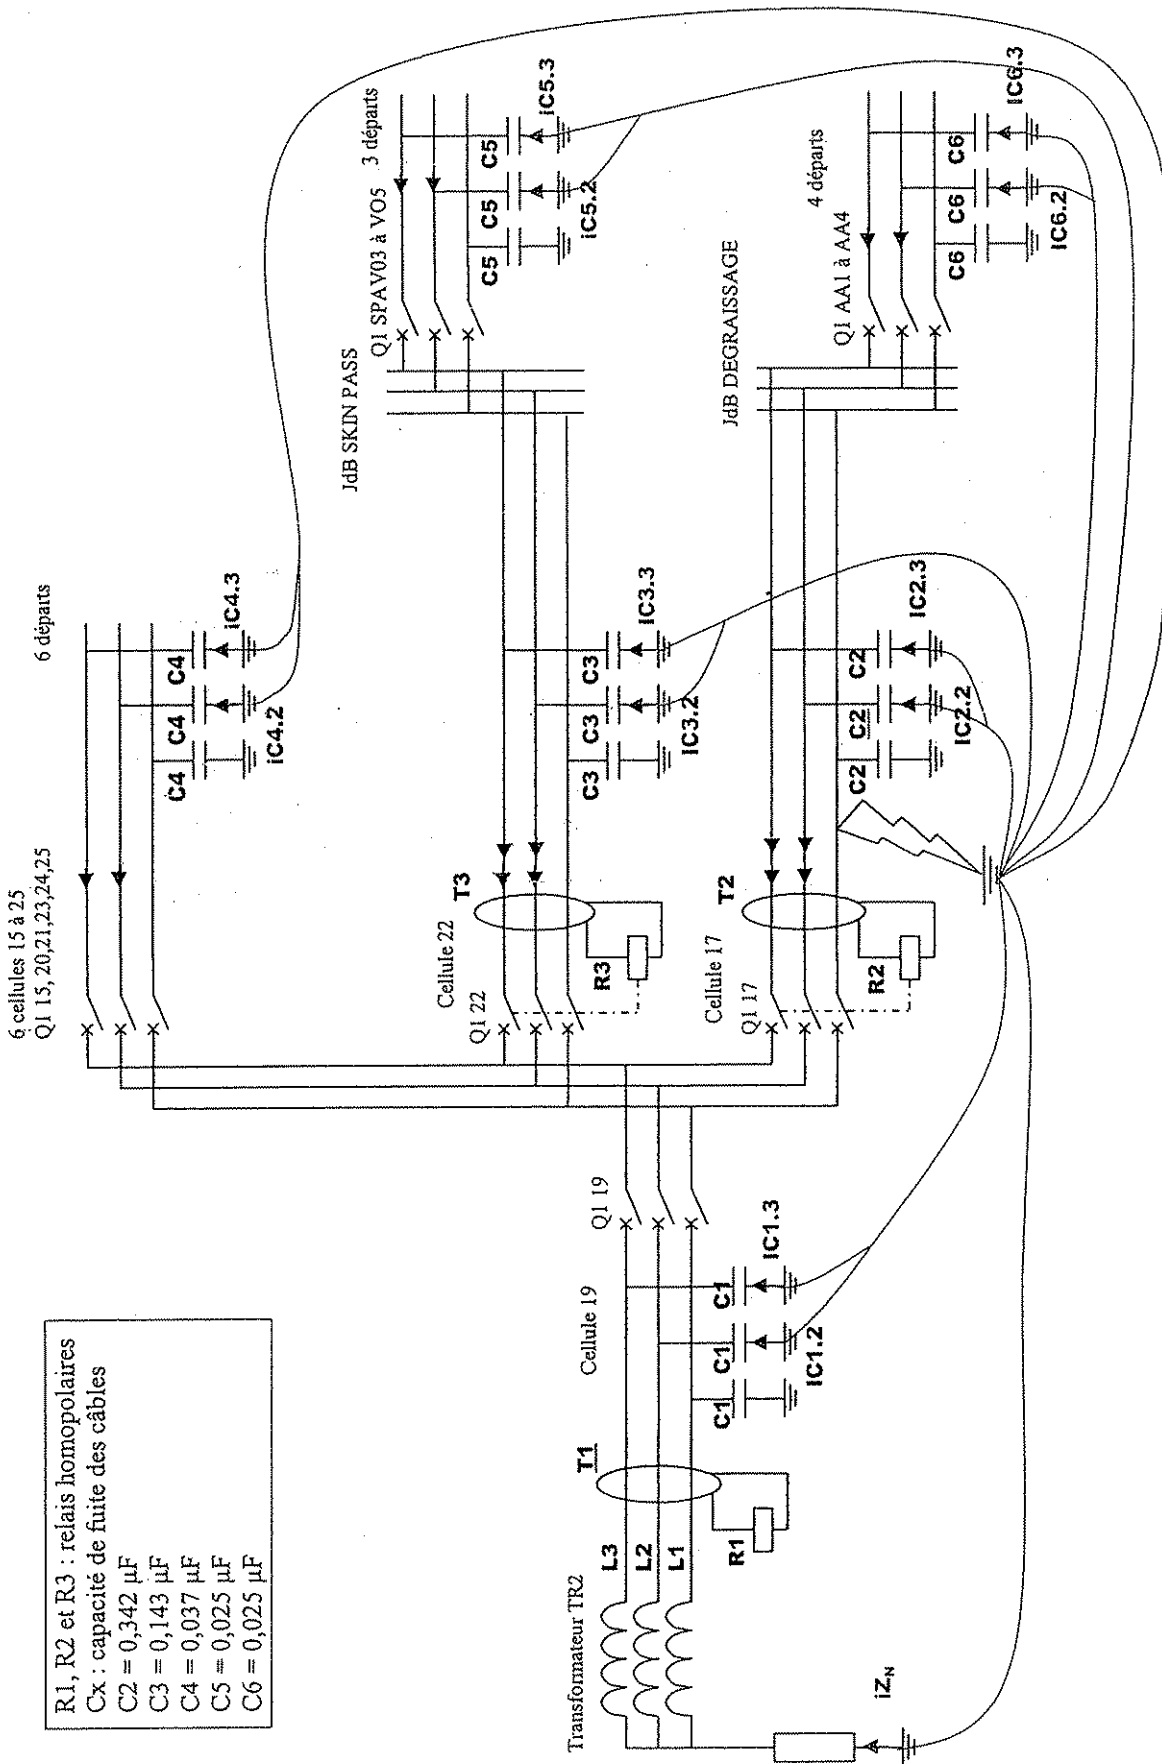 R1, R2 et R3 : relais homopolaires
Cx : capacité de fuite des câbles
C2 = 0,342 µF
C3 = 0,143 µF
C4 = 0,037 µF
C5 = 0,025 µF
C6 = 0,025 µF
6 cellules 15 à 25
Q1 15, 20,21,23,24,25
6 départs
C4
C4
C4
iC4.2
iC4.3
JdB SKIN PASS
Q1 SPAV03 à VO5
3 départs
C5
C5
C5
iC5.2
iC5.3
Cellule 22
Q1 22
T3
R3
C3
C3
C3
IC3.2
IC3.3
JdB DEGRAISSAGE
Q1 AA1 à AA4
4 départs
C6
C6
C6
IC6.2
IC6.3
Cellule 17
Q1 17
T2
R2
C2
C2
C2
IC2.2
IC2.3
Transformateur TR2
L3
L2
L1
T1
R1
Cellule 19
Q1 19
C1
C1
C1
IC1.2
IC1.3
iZN